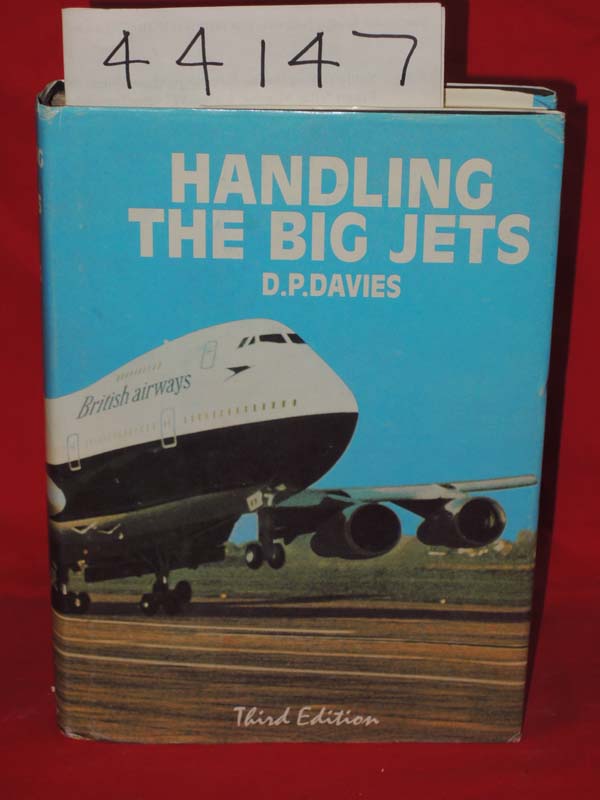 44147
HANDLING
THE BIG JETS
D.P.DAVIES
British airways
Third Edition